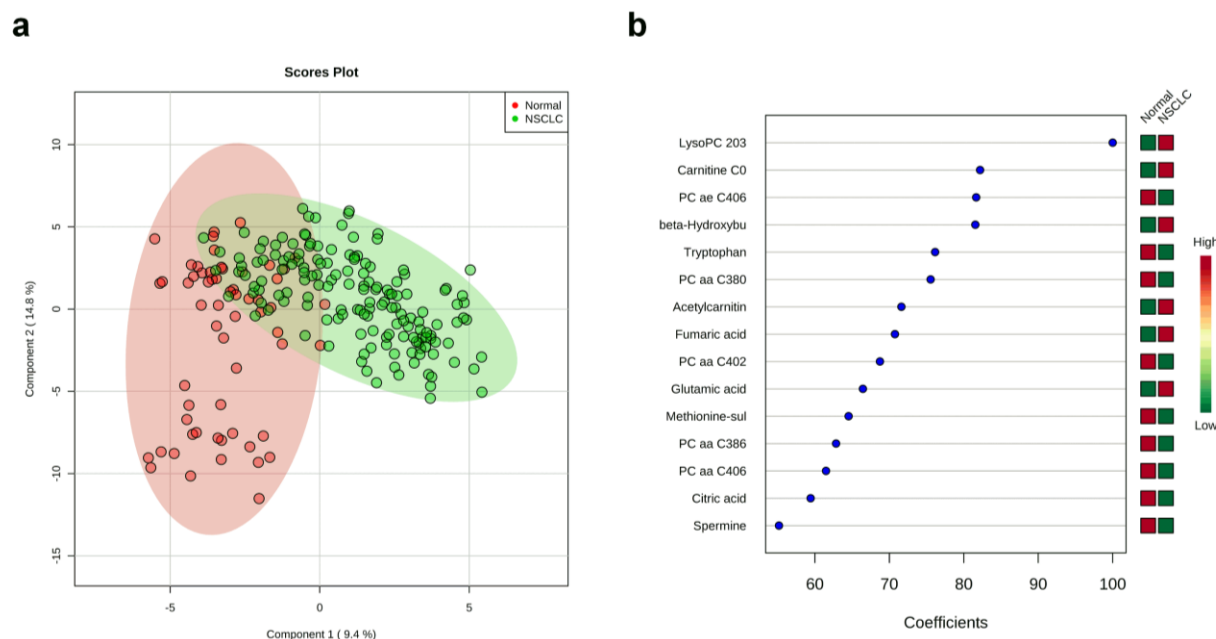 a
b
Scores Plot
Normal
NSCLC
Component 2 ( 14.8 %)
10
5
0
-5
-10
-15
-5
0
5
Component 1 ( 9.4 %)
Normal
NSCLC
LysoPC 203
Carnitine C0
PC ae C406
beta-Hydroxybu
Tryptophan
PC aa C380
Acetylcarnitin
Fumaric acid
PC aa C402
Glutamic acid
Methionine-sul
PC aa C386
PC aa C406
Citric acid
Spermine
High
Low
60
70
80
90
100
Coefficients